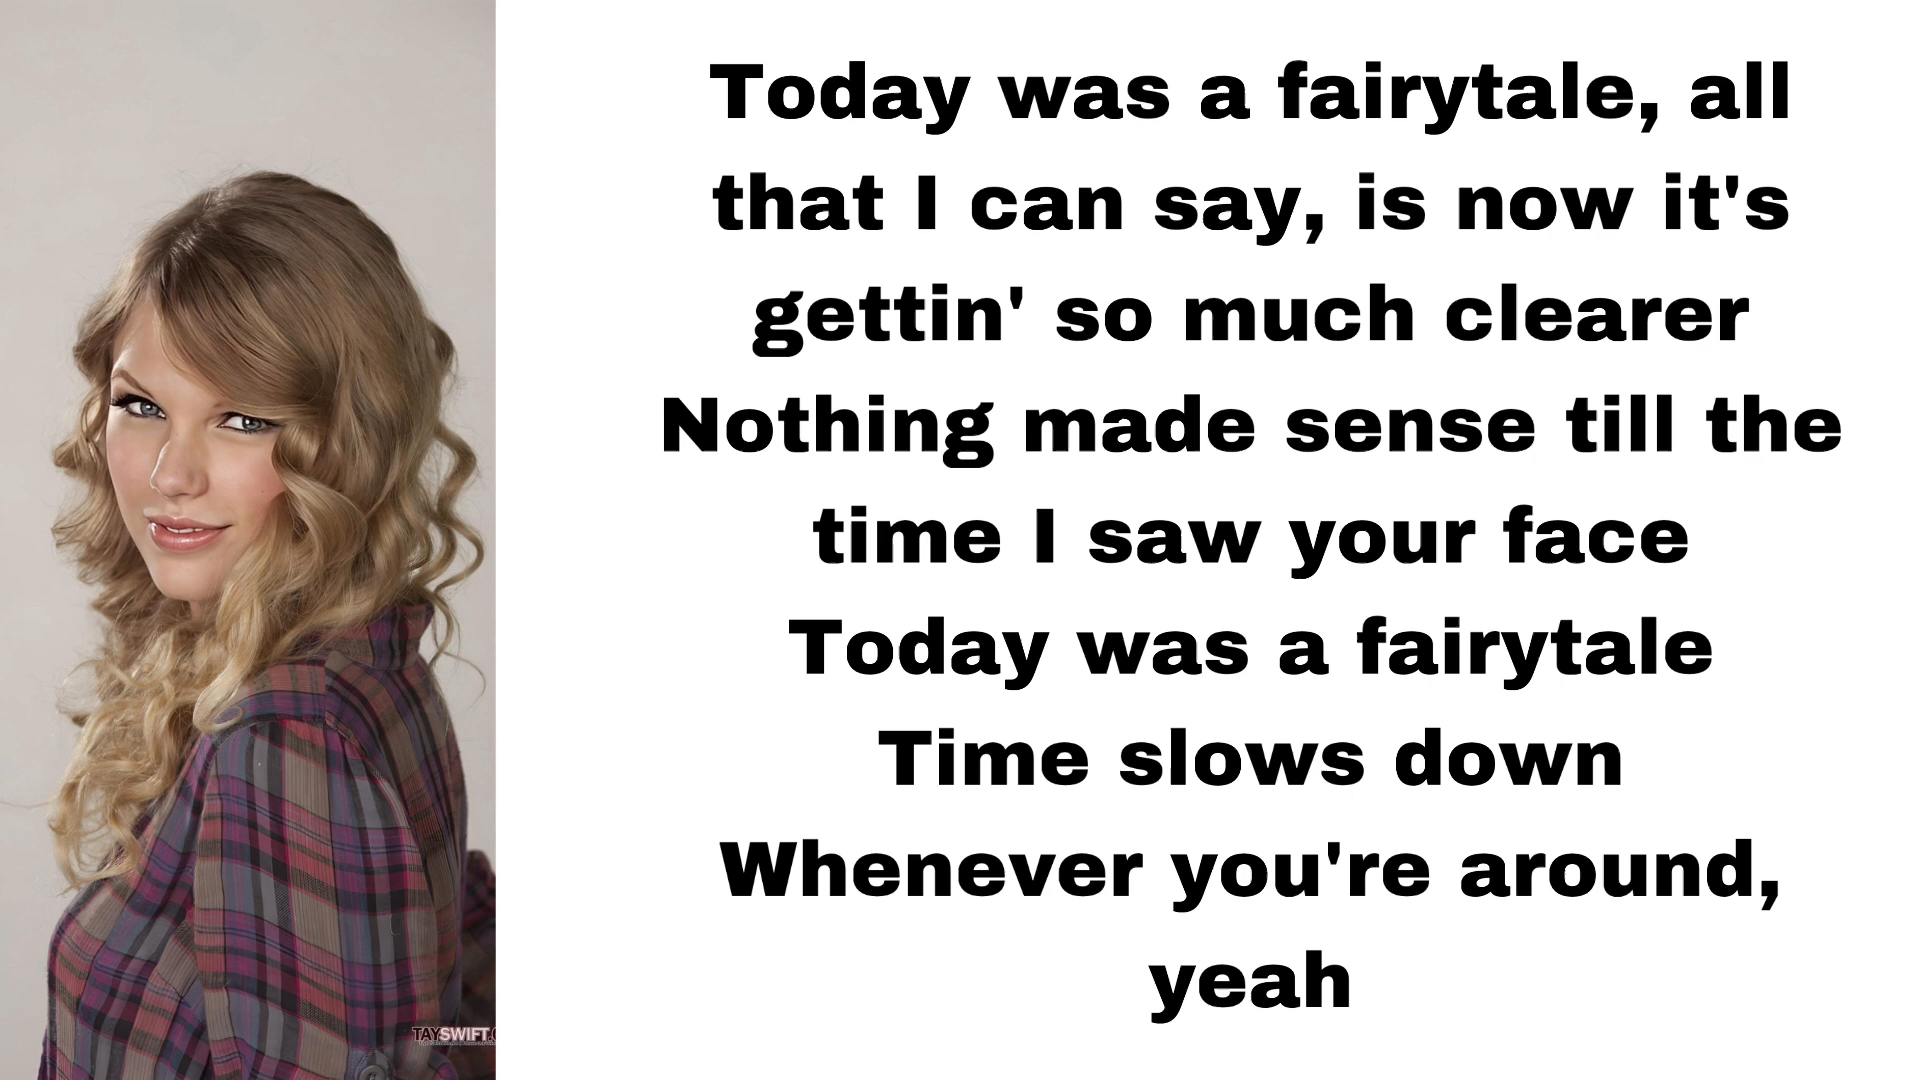 Today was a fairytale, all
that I can say, is now it's
gettin' so much clearer
Nothing made sense till the
time I saw your face
Today was a fairytale
Time slows down
Whenever you're around,
yeah
TAYSWIFT.